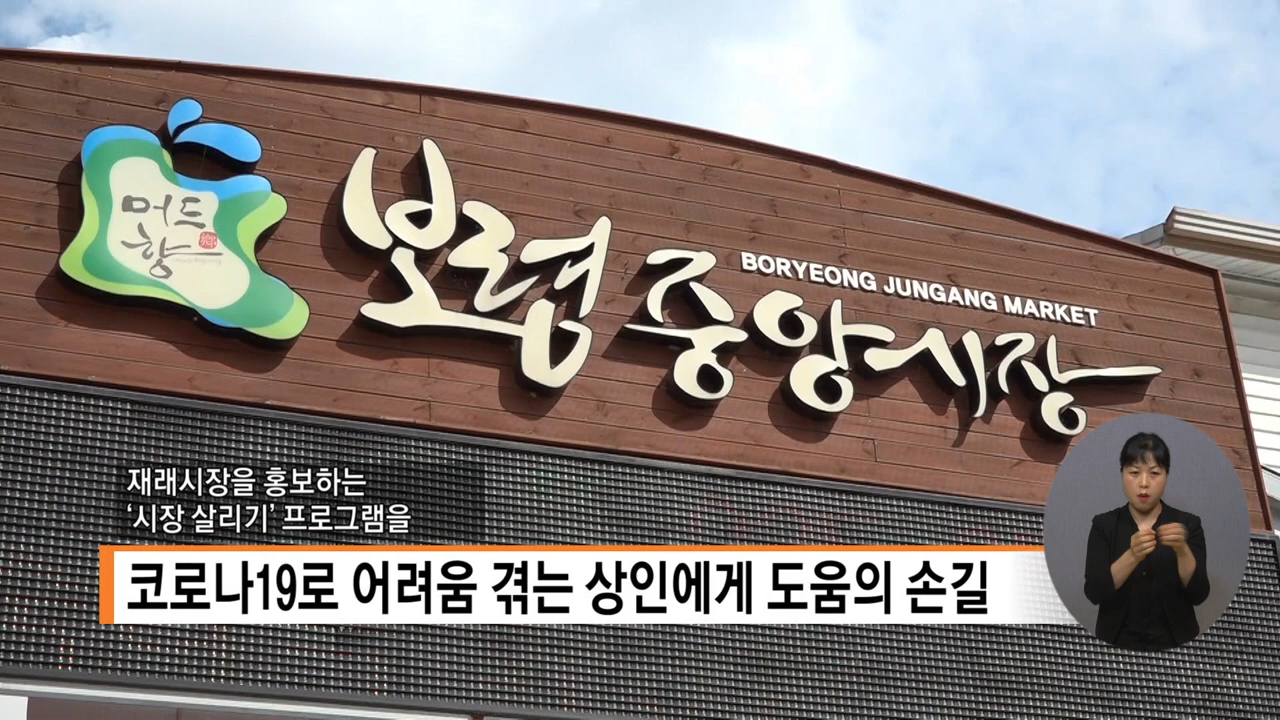 머드
향
보령중앙시장
BORYEONG JUNGANG MARKET
재래시장을 홍보하는
‘시장 살리기’ 프로그램을
코로나19로 어려움 겪는 상인에게 도움의 손길